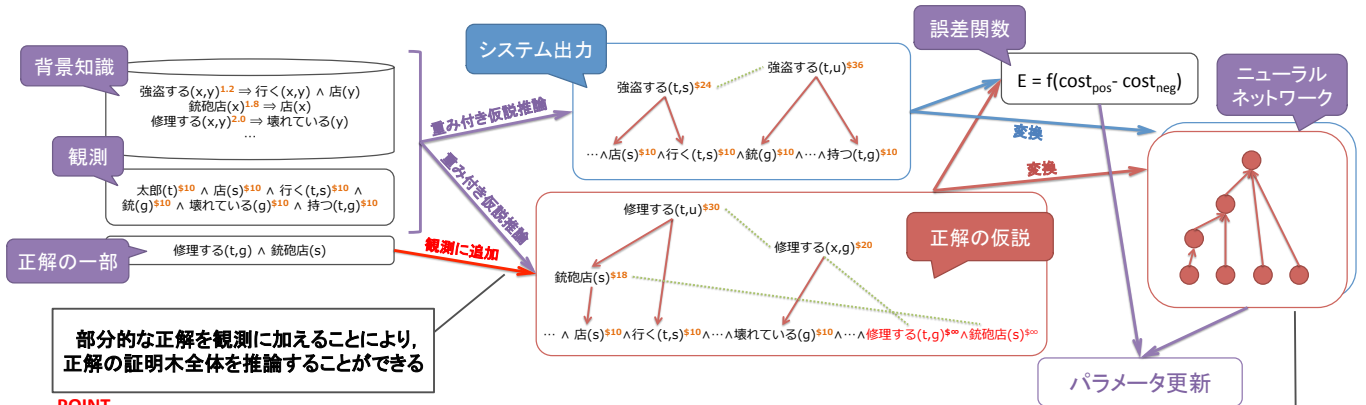 背景知識
強盗する(x,y)1.2 ⇒ 行く(x,y) ∧ 店(y)
銃砲店(x)1.8 ⇒ 店(x)
修理する(x,y)2.0 ⇒ 壊れている(y)
…
観測
太郎(t)$10 ∧ 店(s)$10 ∧ 行く(t,s)$10 ∧
銃(g)$10 ∧ 壊れている(g)$10 ∧ 持つ(t,g)$10
正解の一部
修理する(t,g) ∧ 銃砲店(s)
重み付き仮説推論
重み付き仮説推論
観測に追加
システム出力
強盗する(t,u)$36
強盗する(t,s)$24
…∧店(s)$10∧行く(t,s)$10∧銃(g)$10∧…∧持つ(t,g)$10
正解の仮説
修理する(t,u)$30
修理する(x,g)$20
銃砲店(s)$18
… ∧ 店(s)$10∧行く(t,s)$10∧…∧壊れている(g)$10∧…∧修理する(t,g)$∞∧銃砲店(s)$∞
誤差関数
E = f(costpos- costneg)
変換
変換
ニューラル
ネットワーク
パラメータ更新
部分的な正解を観測に加えることにより,
正解の証明木全体を推論することができる
POINT